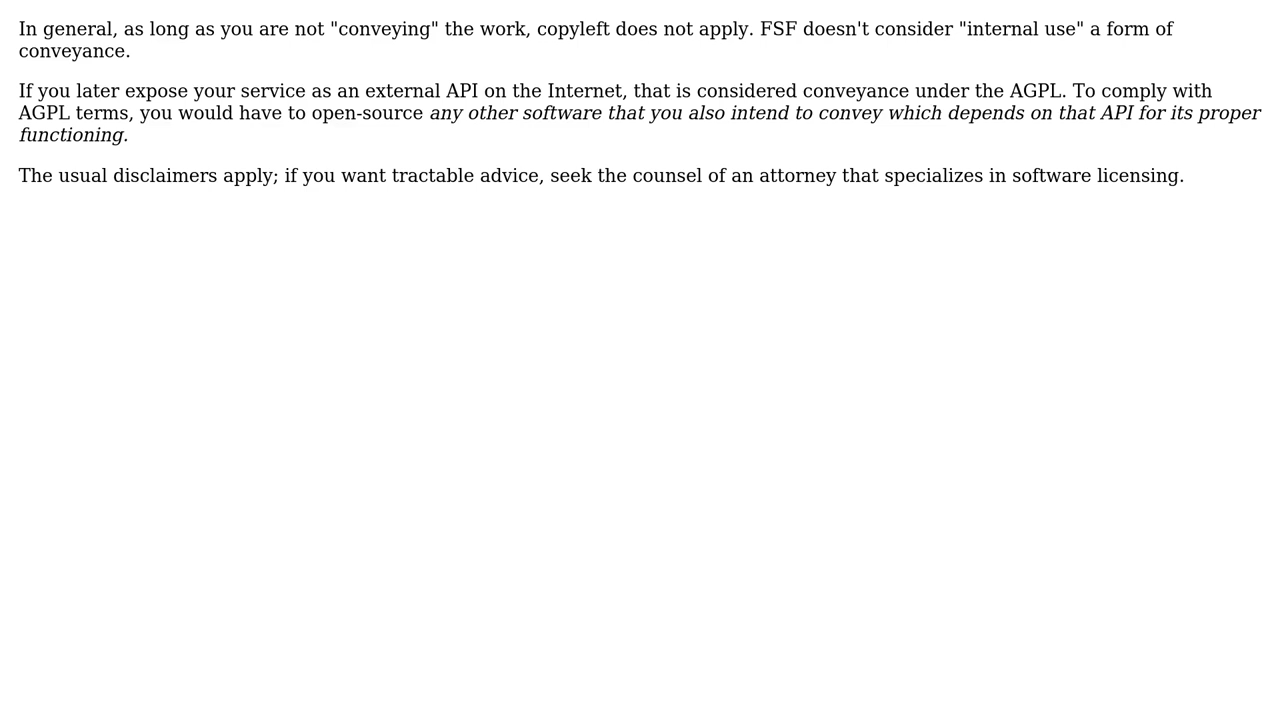 In general, as long as you are not "conveying" the work, copyleft does not apply. FSF doesn't consider "internal use" a form of
conveyance.
If you later expose your service as an external API on the Internet, that is considered conveyance under the AGPL. To comply with
AGPL terms, you would have to open-source any other software that you also intend to convey which depends on that API for its proper
functioning.
The usual disclaimers apply; if you want tractable advice, seek the counsel of an attorney that specializes in software licensing.